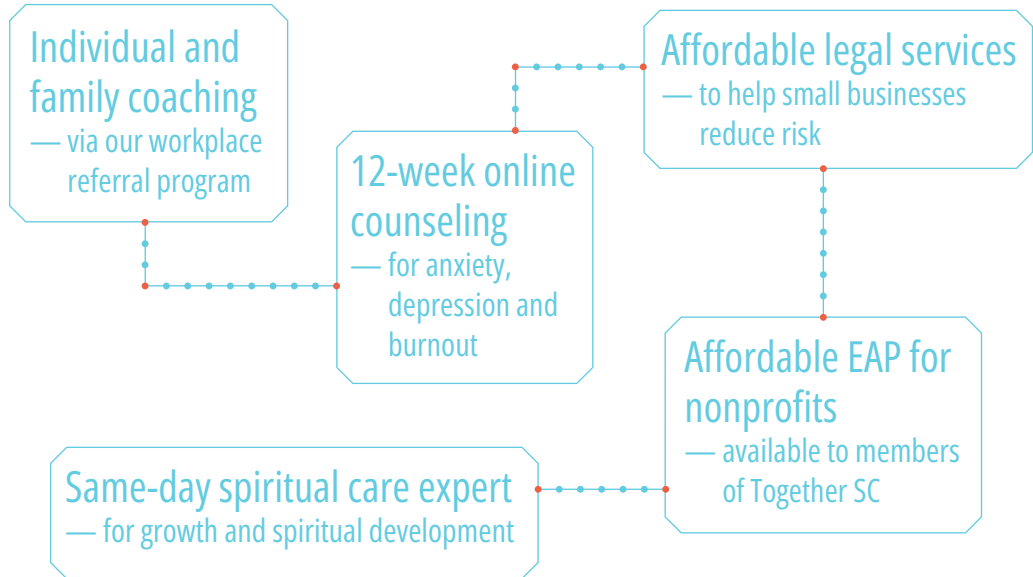 Individual and
family coaching
— via our workplace
referral program
12-week online
counseling
— for anxiety,
depression and
burnout
Affordable legal services
— to help small businesses
reduce risk
Affordable EAP for
nonprofits
— available to members
of Together SC
Same-day spiritual care expert
— for growth and spiritual development